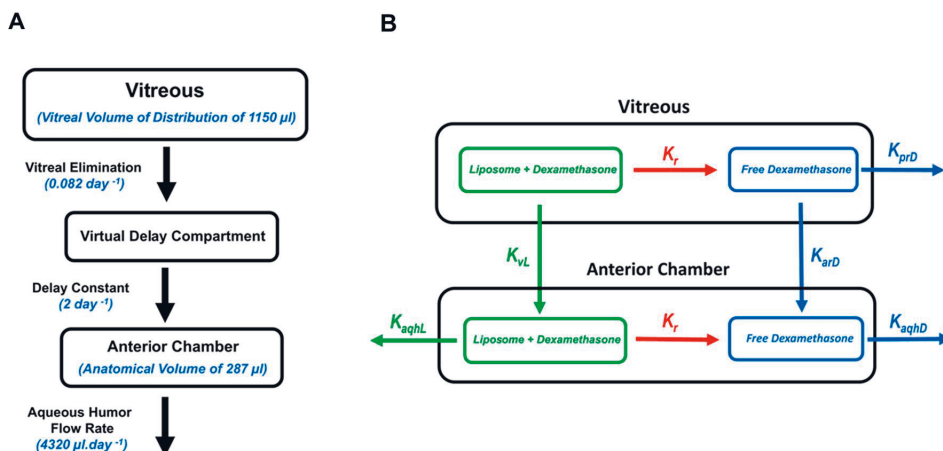 A
Vitreous
(Vitreal Volume of Distribution of 1150 µl)
Vitreal Elimination
(0.082 day -1)
Virtual Delay Compartment
Delay Constant
(2 day -1)
Anterior Chamber
(Anatomical Volume of 287 µl)
Aqueous Humor
Flow Rate
(4320 µl.day -1)
B
Vitreous
Liposome + Dexamethasone
Kr
Free Dexamethasone
KprD
KvL
KarD
Anterior Chamber
KaqhL
Liposome + Dexamethasone
Kr
Free Dexamethasone
KaqhD